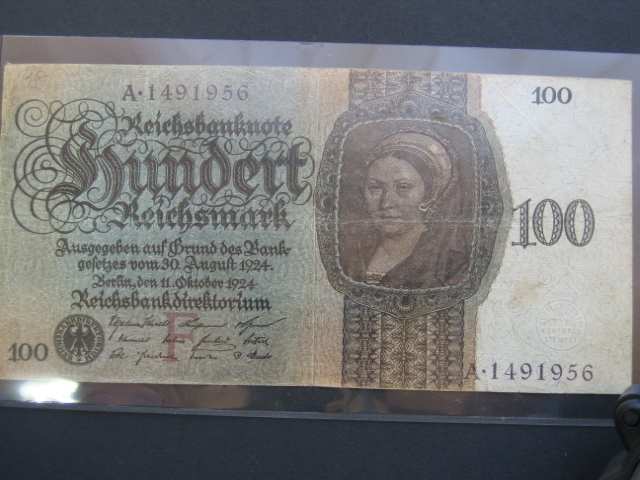 A·1491956
100
Reichsbanknote
Hundert
Reichsmark
100
Ausgegeben auf Grund des Bank-
gesetzes vom 30. August 1924.
Berlin, den 11. Oktober 1924
Reichsbankdirektorium
F
100
A·1491956